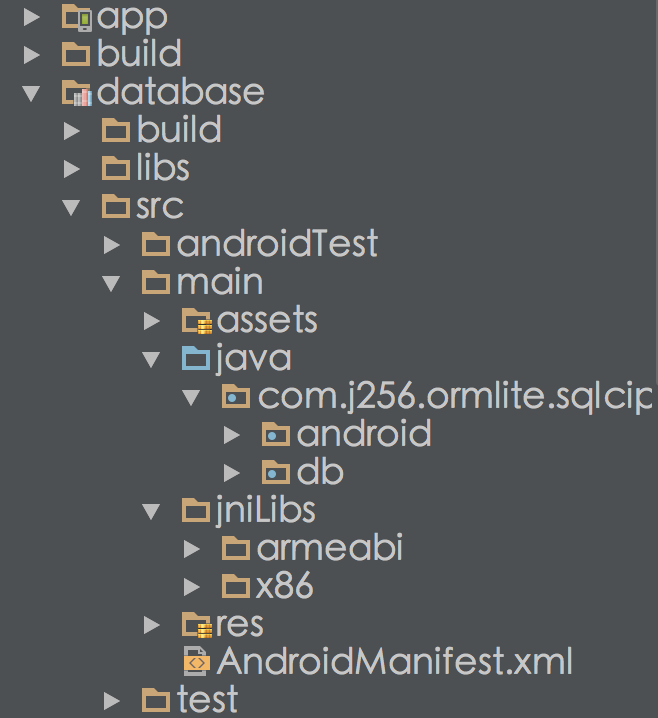 app
build
database
build
libs
src
androidTest
main
assets
java
com.j256.ormlite.sqlcip
android
db
jniLibs
armeabi
x86
res
AndroidManifest.xml
test